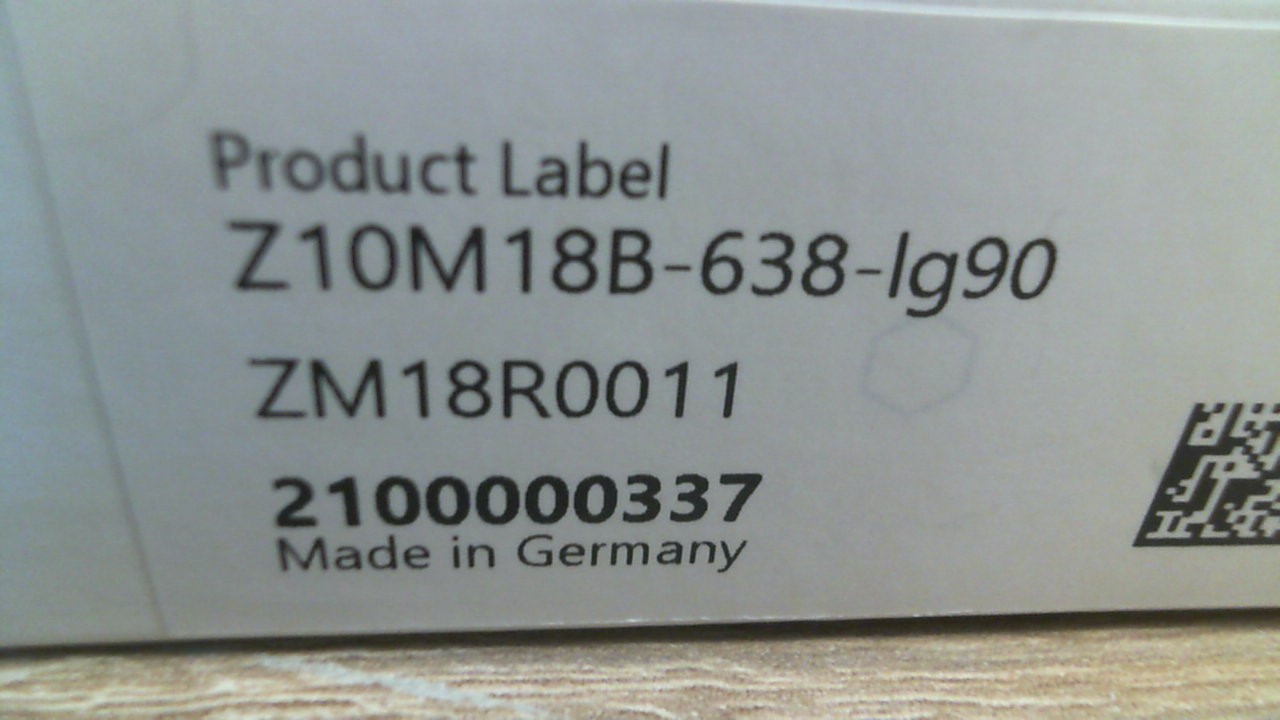 Product Label
Z10M18B-638-lg90
ZM18R0011
2100000337
Made in Germany